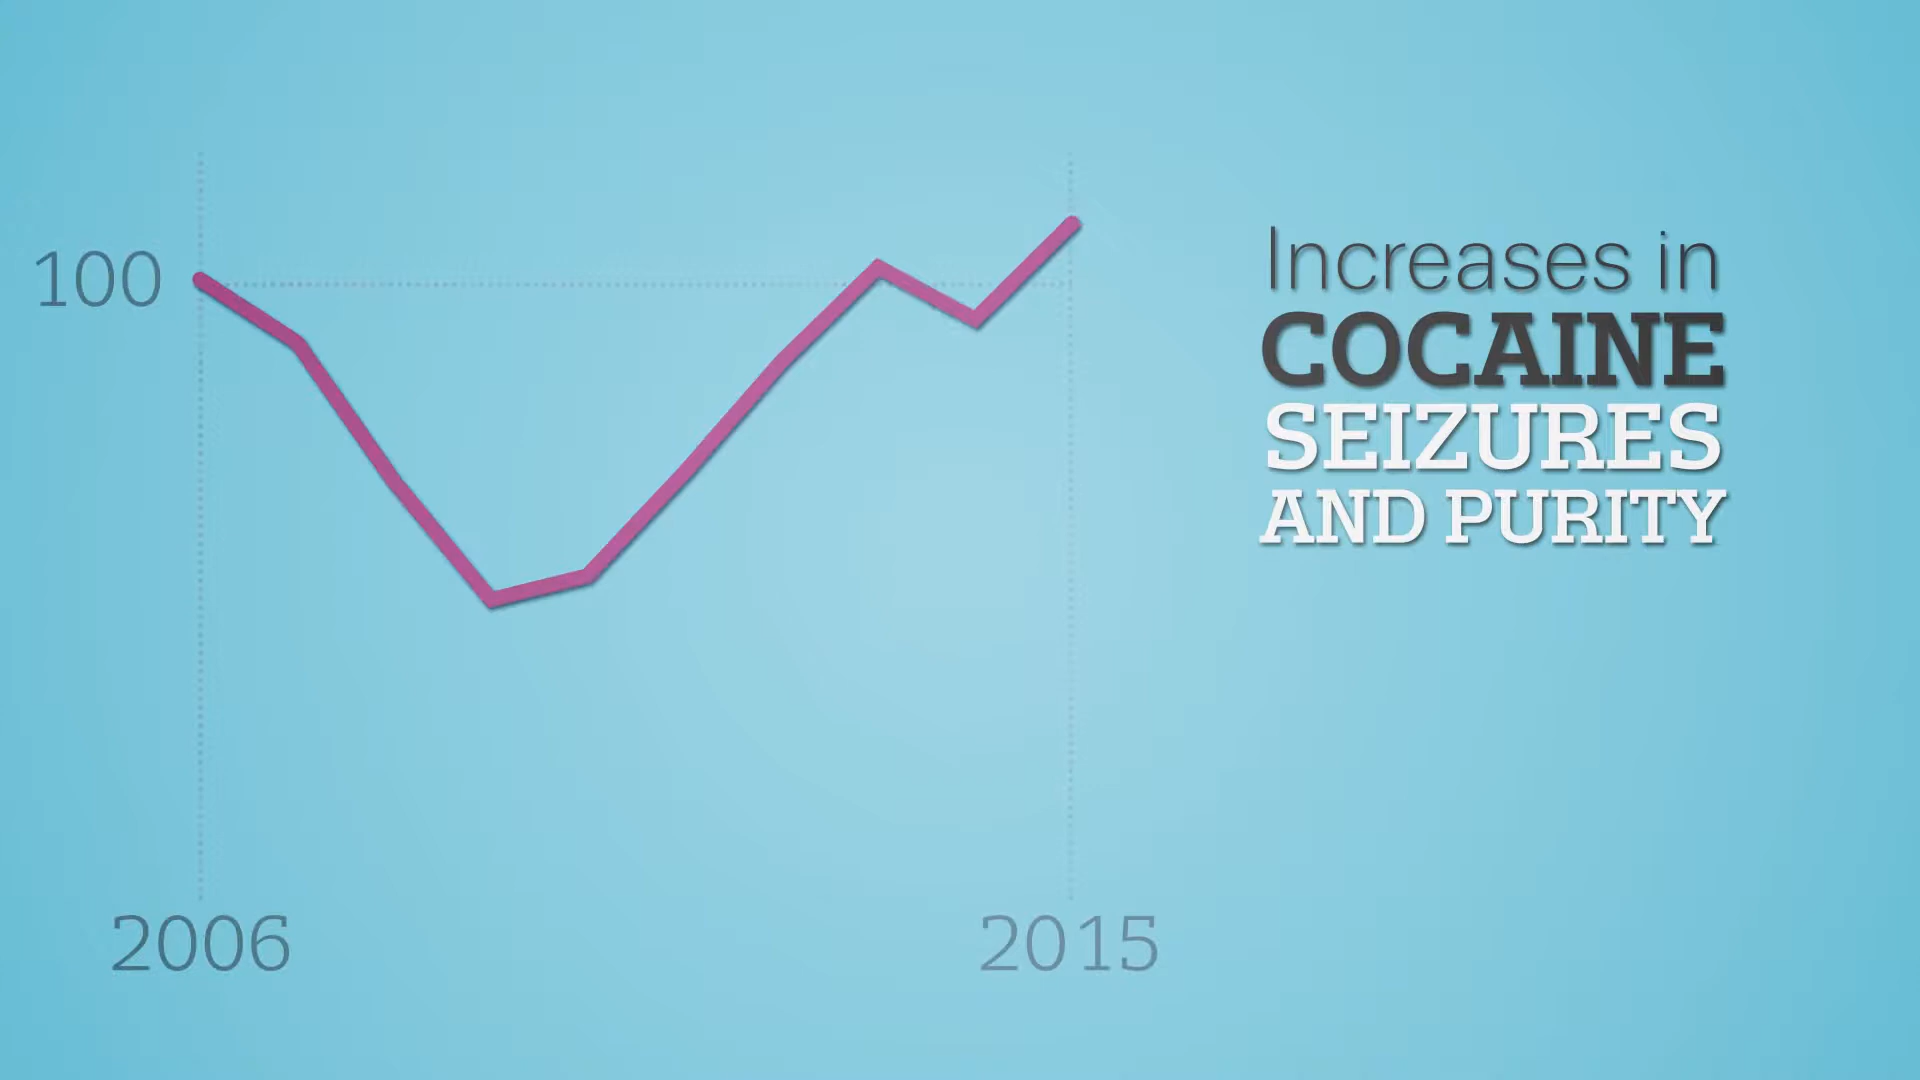 100
Increases in
COCAINE
SEIZURES
AND PURITY
2006
2015